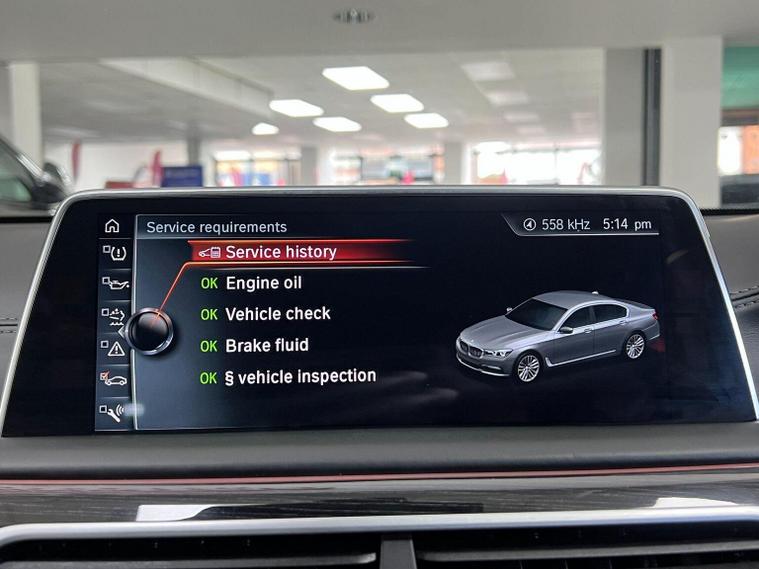 Service requirements
558 kHz 5:14 pm
Service history
OK Engine oil
OK Vehicle check
OK Brake fluid
OK § vehicle inspection